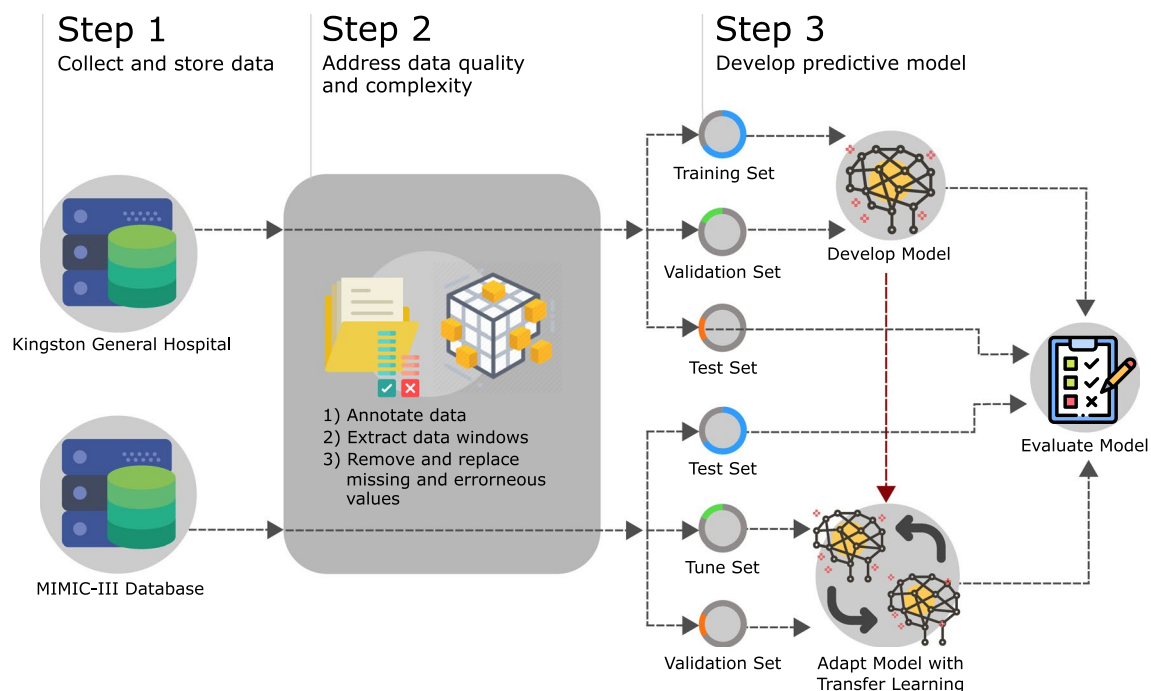 Step 1
Collect and store data
Step 2
Address data quality
and complexity
Step 3
Develop predictive model
Training Set
Validation Set
Test Set
Develop Model
Kingston General Hospital
1) Annotate data
2) Extract data windows
3) Remove and replace
missing and errorneous
values
Test Set
Evaluate Model
MIMIC-III Database
Tune Set
Validation Set
Adapt Model with
Transfer Learning